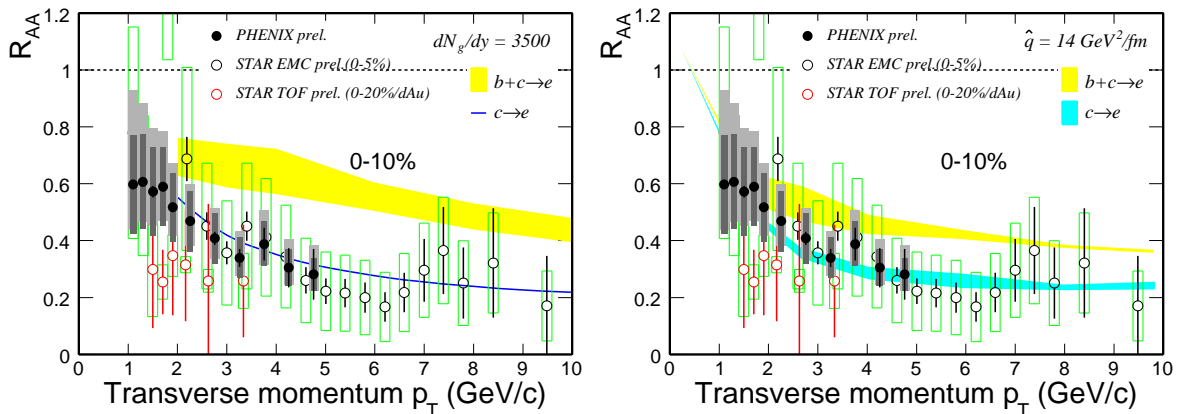 R_AA
1.2
1
0.8
0.6
0.4
0.2
0
PHENIX prel.
STAR EMC prel.(0-5%)
STAR TOF prel. (0-20%/dAu)
dN_g/dy = 3500
b+c→e
c→e
0-10%
0 1 2 3 4 5 6 7 8 9 10
Transverse momentum p_T (GeV/c)
R_AA
1.2
1
0.8
0.6
0.4
0.2
0
PHENIX prel.
STAR EMC prel.(0-5%)
STAR TOF prel. (0-20%/dAu)
q̂ = 14 GeV²/fm
b+c→e
c→e
0-10%
0 1 2 3 4 5 6 7 8 9 10
Transverse momentum p_T (GeV/c)